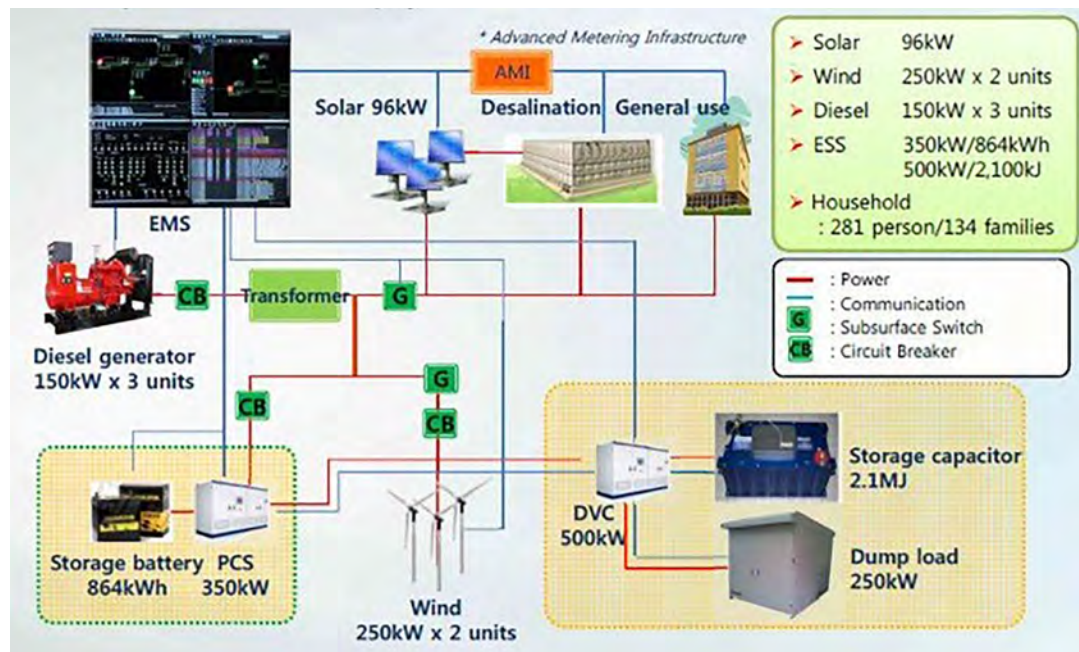 * Advanced Metering Infrastructure
AMI
Solar 96kW
Desalination
General use
EMS
➤ Solar 96kW
➤ Wind 250kW x 2 units
➤ Diesel 150kW x 3 units
➤ ESS 350kW/864kWh
500kW/2,100kJ
➤ Household
: 281 person/134 families
: Power
: Communication
G : Subsurface Switch
CB : Circuit Breaker
CB
Transformer
G
Diesel generator
150kW x 3 units
G
CB
CB
Storage battery
864kWh
PCS
350kW
Wind
250kW x 2 units
DVC
500kW
Storage capacitor
2.1MJ
Dump load
250kW